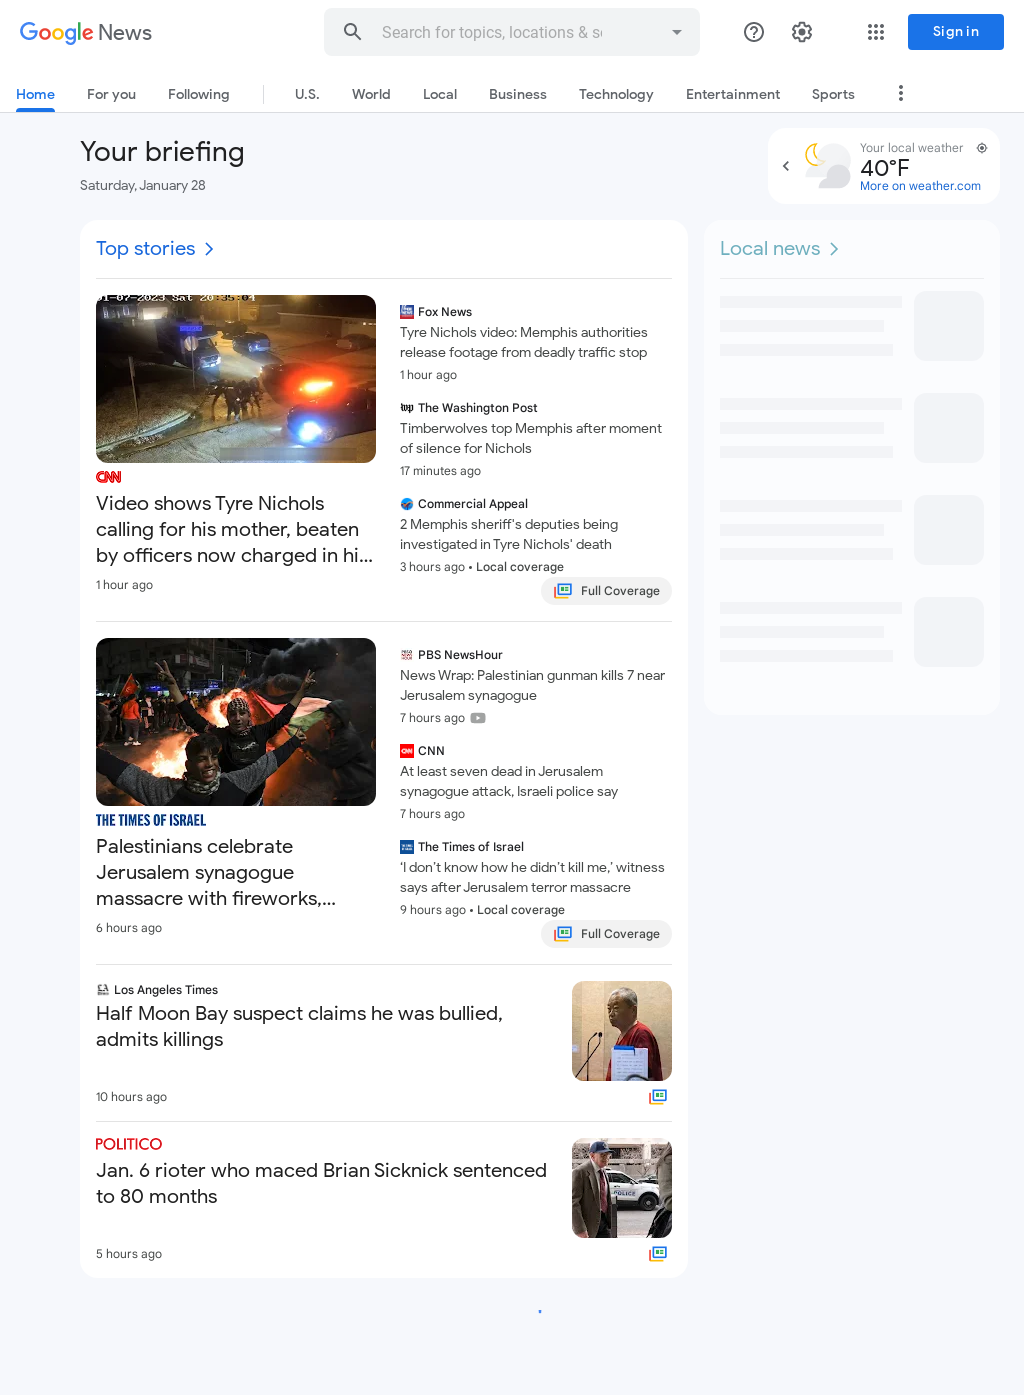 Google News
Search for topics, locations & so
Sign in
Home
For you
Following
U.S.
World
Local
Business
Technology
Entertainment
Sports
Your briefing
Saturday, January 28
Your local weather
40°F
More on weather.com
Top stories
01-07-2023 Sat 20:35:04
CNN
Video shows Tyre Nichols
calling for his mother, beaten
by officers now charged in hi...
1 hour ago
Fox News
Tyre Nichols video: Memphis authorities
release footage from deadly traffic stop
1 hour ago
wp The Washington Post
Timberwolves top Memphis after moment
of silence for Nichols
17 minutes ago
Commercial Appeal
2 Memphis sheriff's deputies being
investigated in Tyre Nichols' death
3 hours ago • Local coverage
Full Coverage
THE TIMES OF ISRAEL
Palestinians celebrate
Jerusalem synagogue
massacre with fireworks,...
6 hours ago
PBS NewsHour
News Wrap: Palestinian gunman kills 7 near
Jerusalem synagogue
7 hours ago
CNN CNN
At least seven dead in Jerusalem
synagogue attack, Israeli police say
7 hours ago
The Times of Israel
‘I don’t know how he didn’t kill me,’ witness
says after Jerusalem terror massacre
9 hours ago • Local coverage
Full Coverage
Los Angeles Times
Half Moon Bay suspect claims he was bullied,
admits killings
10 hours ago
POLITICO
Jan. 6 rioter who maced Brian Sicknick sentenced
to 80 months
POLICE
5 hours ago
Local news